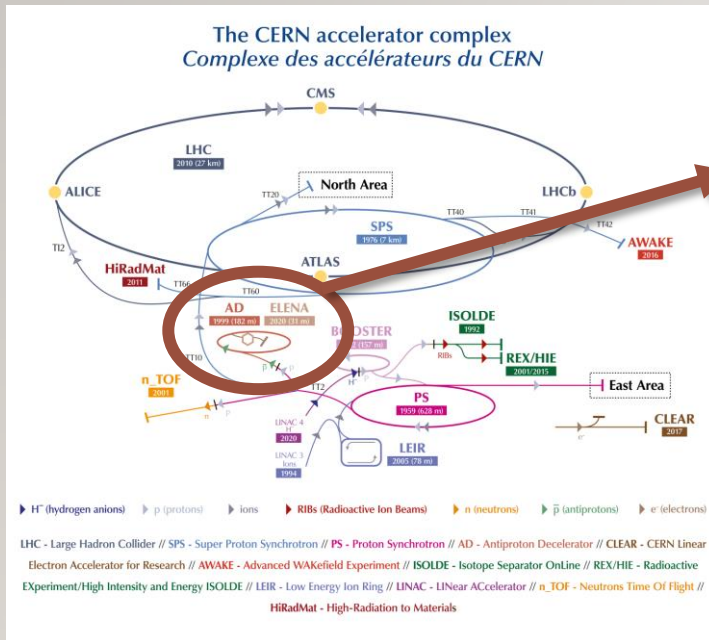 The CERN accelerator complex
Complexe des accélérateurs du CERN
CMS
LHC
2010 (27 km)
ALICE
TT20
North Area
LHCb
SPS
1976 (7 km)
TT40
TT41
TT42
TI2
AWAKE
2016
ATLAS
HiRadMat
2011
TT66
TT60
AD
1999 (182 m)
ELENA
2020 (31 m)
ISOLDE
1992
TT10
(157 m)
RIBs
REX/HIE
2001/2015
p̄
p
H⁻
p
n_TOF
2001
n
p
TT2
East Area
PS
1959 (628 m)
LINAC 4
H⁻
2020
CLEAR
2017
e⁻
LINAC 3
Ions
1994
LEIR
2005 (78 m)
H⁻ (hydrogen anions)
p (protons)
ions
RIBs (Radioactive Ion Beams)
n (neutrons)
p̄ (antiprotons)
e⁻ (electrons)
LHC - Large Hadron Collider // SPS - Super Proton Synchrotron // PS - Proton Synchrotron // AD - Antiproton Decelerator // CLEAR - CERN Linear
Electron Accelerator for Research // AWAKE - Advanced WAKefield Experiment // ISOLDE - Isotope Separator OnLine // REX/HIE - Radioactive
EXperiment/High Intensity and Energy ISOLDE // LEIR - Low Energy Ion Ring // LINAC - LINear ACcelerator // n_TOF - Neutrons Time Of Flight //
HiRadMat - High-Radiation to Materials